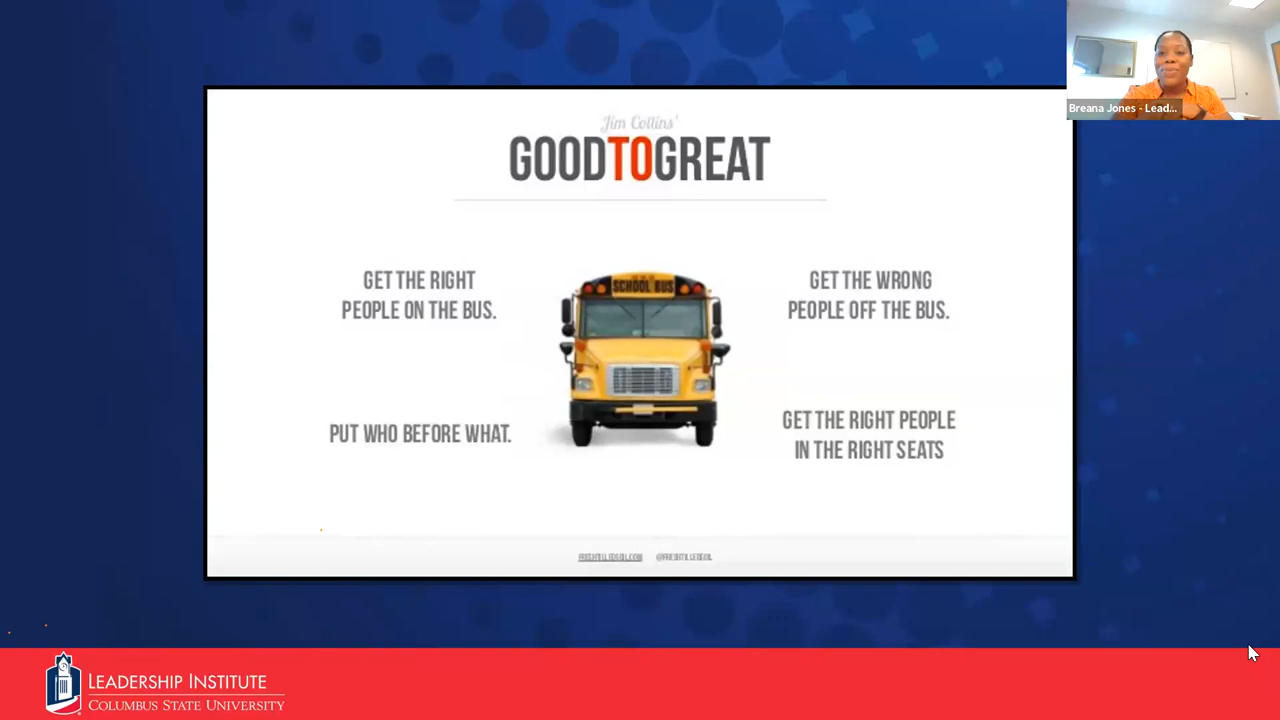 Breana Jones - Lead...
Jim Collins'
GOODTOGREAT
GET THE RIGHT
PEOPLE ON THE BUS.
GET THE WRONG
PEOPLE OFF THE BUS.
SCHOOL BUS
PUT WHO BEFORE WHAT.
GET THE RIGHT PEOPLE
IN THE RIGHT SEATS
LEADERSHIP INSTITUTE
COLUMBUS STATE UNIVERSITY